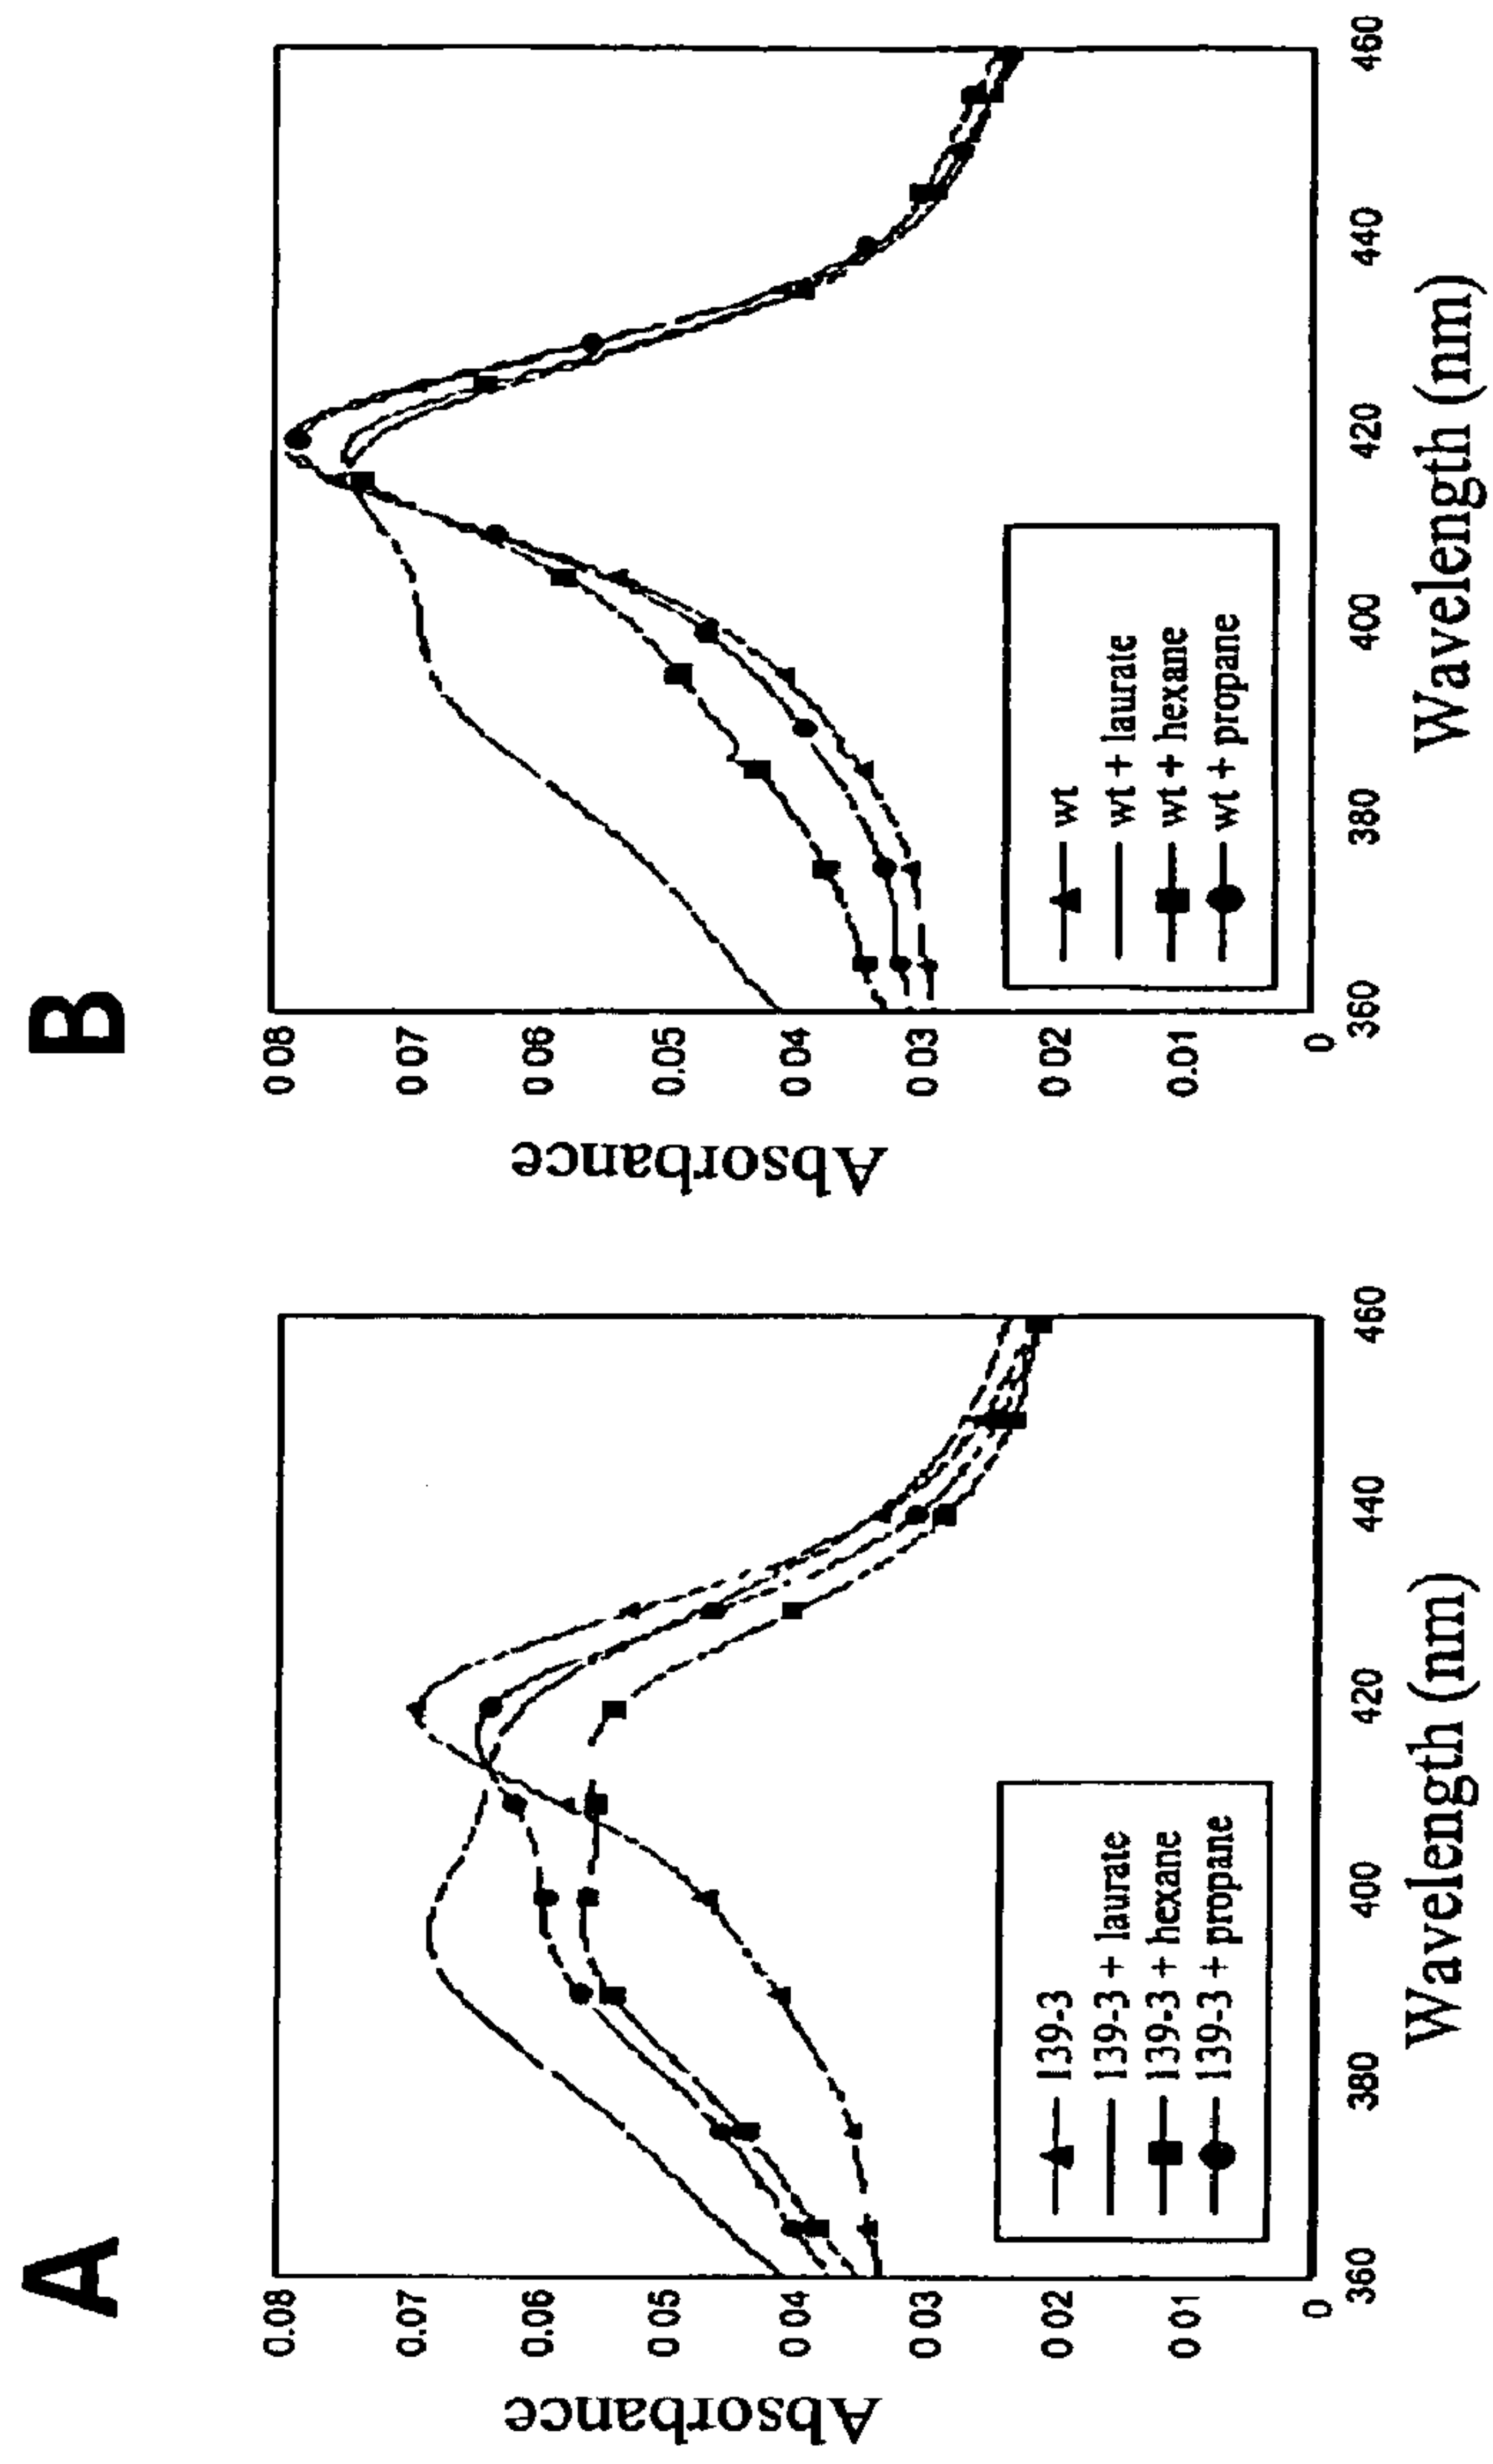 A
Absorbance
0.08
0.07
0.06
0 05
0 04
0 03
0 02
0 01
0
360
380
400
420
440
460
Wavelength (nm)
139-3
139-3 + laurate
139-3 + hexane
139-3 + propane
B
Absorbance
0 08
0 07
0 06
0.05
0 04
0 03
0 02
0.01
0
360
380
400
420
440
460
Wavelength (nm)
wt
wt + laurate
wt + hexane
wt + propane